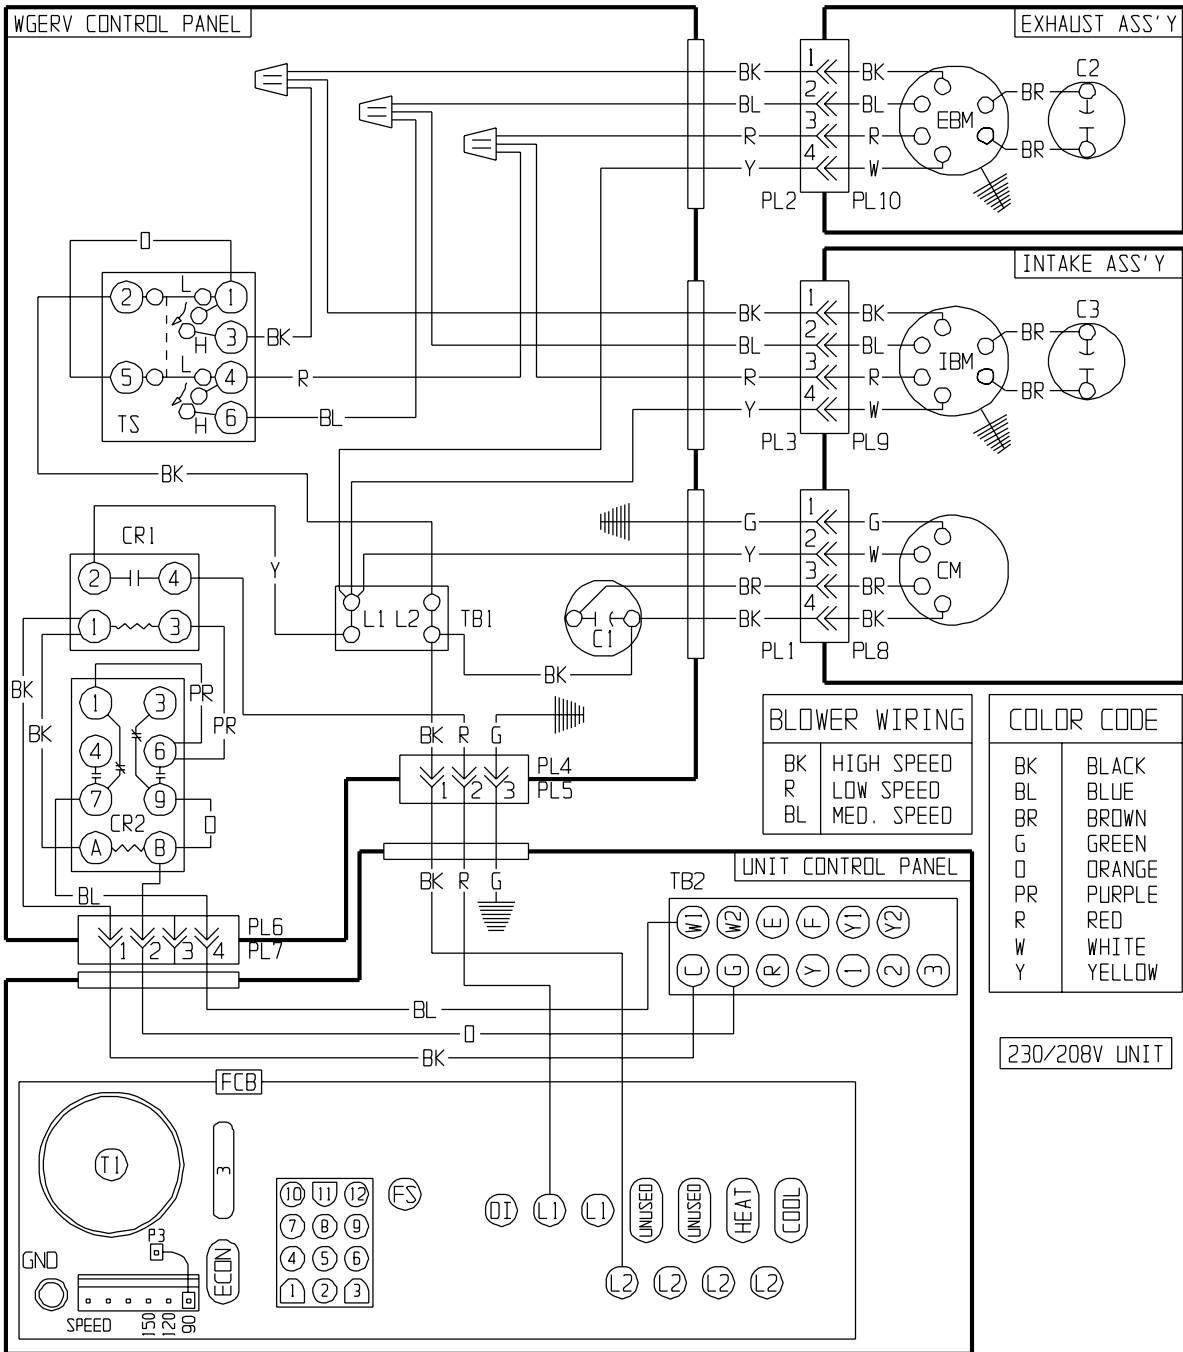 WGERV CONTROL PANEL
EXHAUST ASS'Y
1
BK BK
2
BL BL
3
R R
4
Y W
PL2 PL10
EBM
BR
BR
C2
INTAKE ASS'Y
1
BK BK
2
BL BL
3
R R
4
Y W
PL3 PL9
IBM
BR
BR
C3
1
G G
2
Y W
3
BR BR
4
BK BK
PL1 PL8
CM
O
2 L 1
H 3 BK
5 L 4 R
TS H 6 BL
BK
CR1
2 4
1 3
Y
L1 L2 TB1
C1
BK
BK
BK
PR
PR
1 3
4 6
7 9
CR2
A B
O
BL
BK R G
PL4
1 2 3 PL5
BK R G
PL6
1 2 3 4 PL7
BLOWER WIRING
BK HIGH SPEED
R LOW SPEED
BL MED. SPEED
COLOR CODE
BK BLACK
BL BLUE
BR BROWN
G GREEN
O ORANGE
PR PURPLE
R RED
W WHITE
Y YELLOW
230/208V UNIT
UNIT CONTROL PANEL
TB2
W1 W2 E F Y1 Y2
C G R Y 1 2 3
BL
O
BK
FCB
T1
3
P3
GND
ECON
SPEED 150 120 90
10 11 12
7 8 9
4 5 6
1 2 3
FS
OI L1 L1 UNUSED UNUSED HEAT COOL
L2 L2 L2 L2